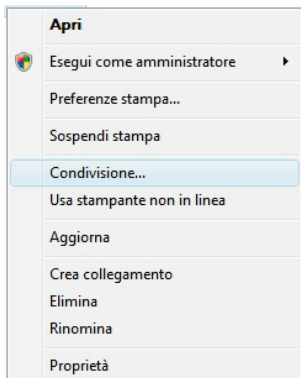 Apri
Esegui come amministratore
Preferenze stampa...
Sospendi stampa
Condivisione...
Usa stampante non in linea
Aggiorna
Crea collegamento
Elimina
Rinomina
Proprietà